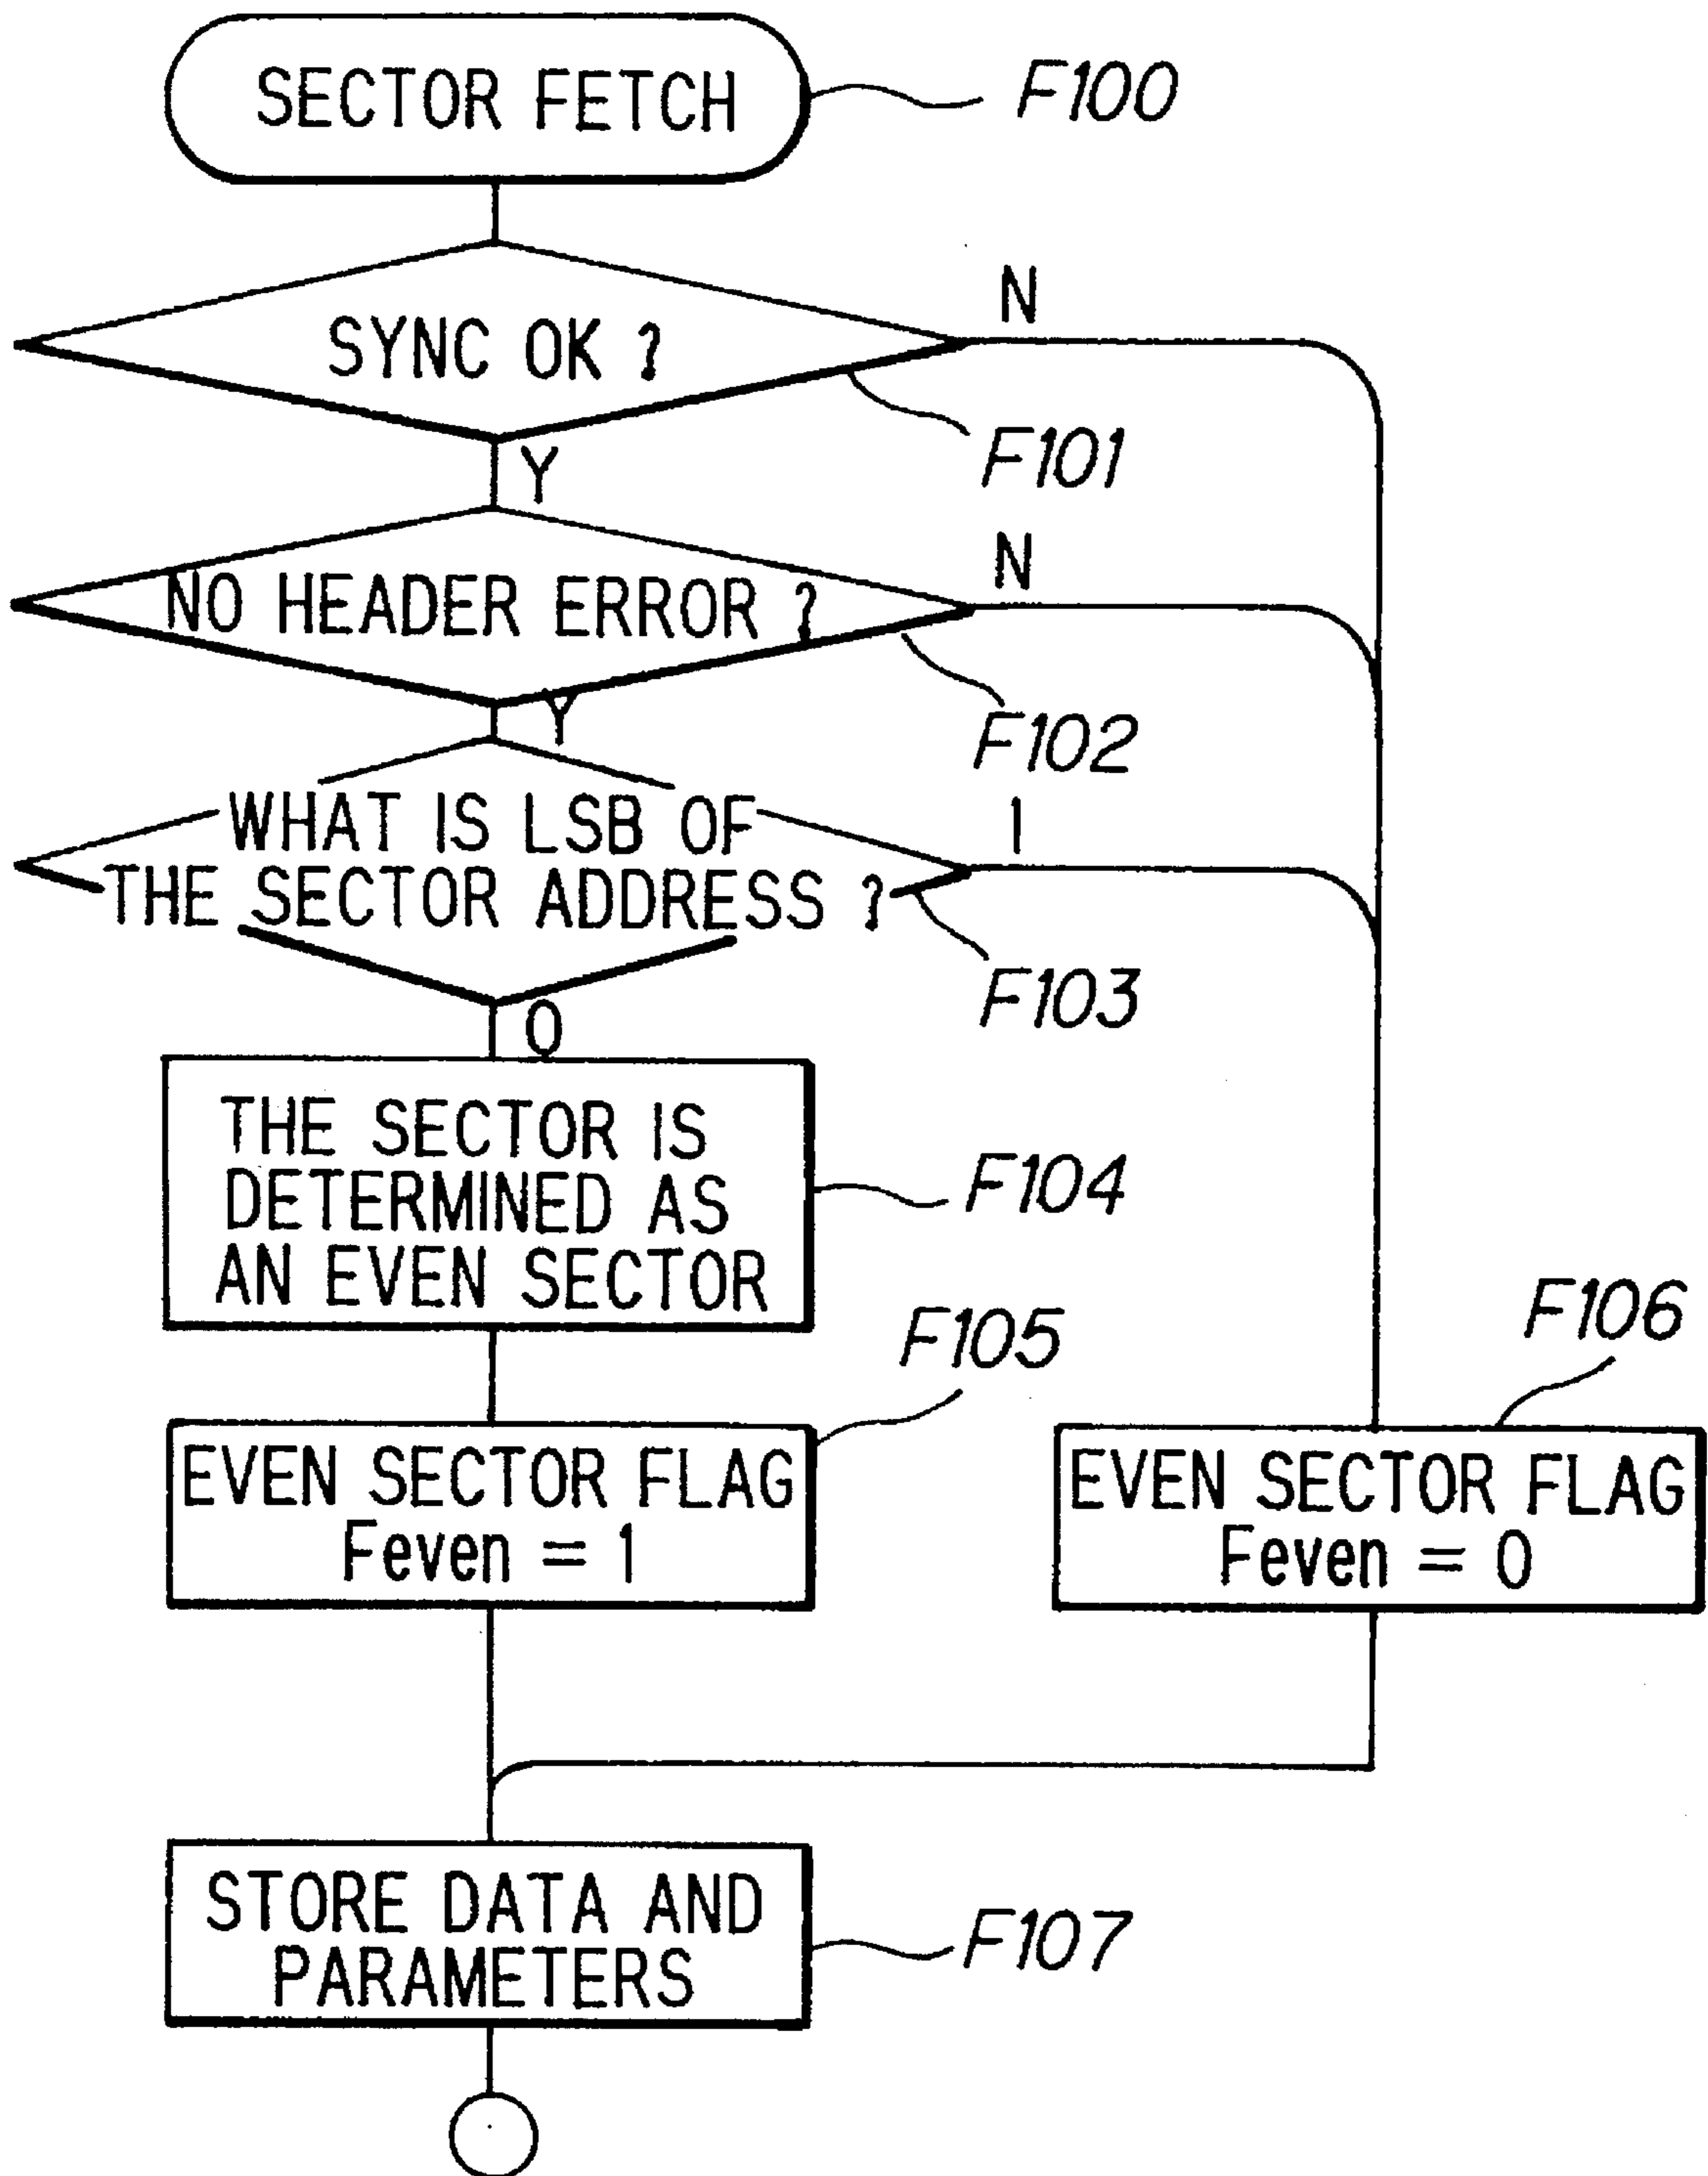 SECTOR FETCH
F100
SYNC OK ?
N
F101
Y
NO HEADER ERROR ?
N
F102
Y
WHAT IS LSB OF
THE SECTOR ADDRESS ?
1
F103
0
THE SECTOR IS
DETERMINED AS
AN EVEN SECTOR
F104
F105
EVEN SECTOR FLAG
Feven = 1
F106
EVEN SECTOR FLAG
Feven = 0
STORE DATA AND
PARAMETERS
F107